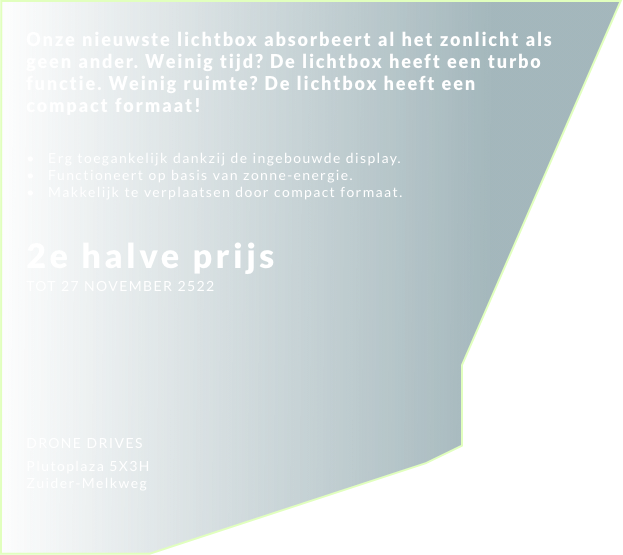 Onze nieuwste lichtbox absorbeert al het zonlicht als
geen ander. Weinig tijd? De lichtbox heeft een turbo
functie. Weinig ruimte? De lichtbox heeft een
compact formaat!
• Erg toegankelijk dankzij de ingebouwde display.
• Functioneert op basis van zonne-energie.
• Makkelijk te verplaatsen door compact formaat.
2e halve prijs
TOT 27 NOVEMBER 2522
DRONE DRIVES
Plutoplaza 5X3H
Zuider-Melkweg